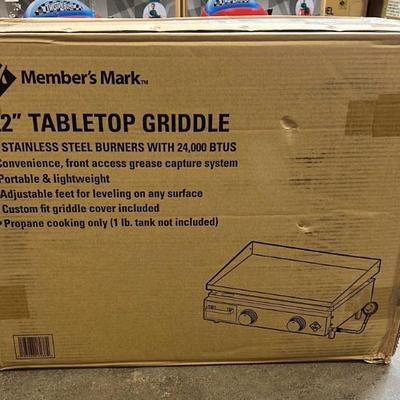 Member's Mark™
2" TABLETOP GRIDDLE
STAINLESS STEEL BURNERS WITH 24,000 BTUS
Convenience, front access grease capture system
Portable & lightweight
Adjustable feet for leveling on any surface
Custom fit griddle cover included
• Propane cooking only (1 lb. tank not included)